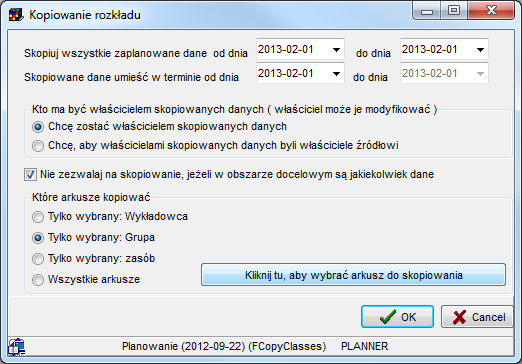 Kopiowanie rozkładu
Skopiuj wszystkie zaplanowane dane od dnia 2013-02-01 do dnia 2013-02-01
Skopiowane dane umieść w terminie od dnia 2013-02-01 do dnia 2013-02-01
Kto ma być właścicielem skopiowanych danych ( właściciel może je modyfikować )
Chcę zostać właścicielem skopiowanych danych
Chcę, aby właścicielami skopiowanych danych byli właściciele źródłowi
Nie zezwalaj na skopiowanie, jeżeli w obszarze docelowym są jakiekolwiek dane
Które arkusze kopiować
Tylko wybrany: Wykładowca
Tylko wybrany: Grupa
Tylko wybrany: zasób
Wszystkie arkusze
Kliknij tu, aby wybrać arkusz do skopiowania
OK Cancel
Planowanie (2012-09-22) (FCopyClasses) PLANNER